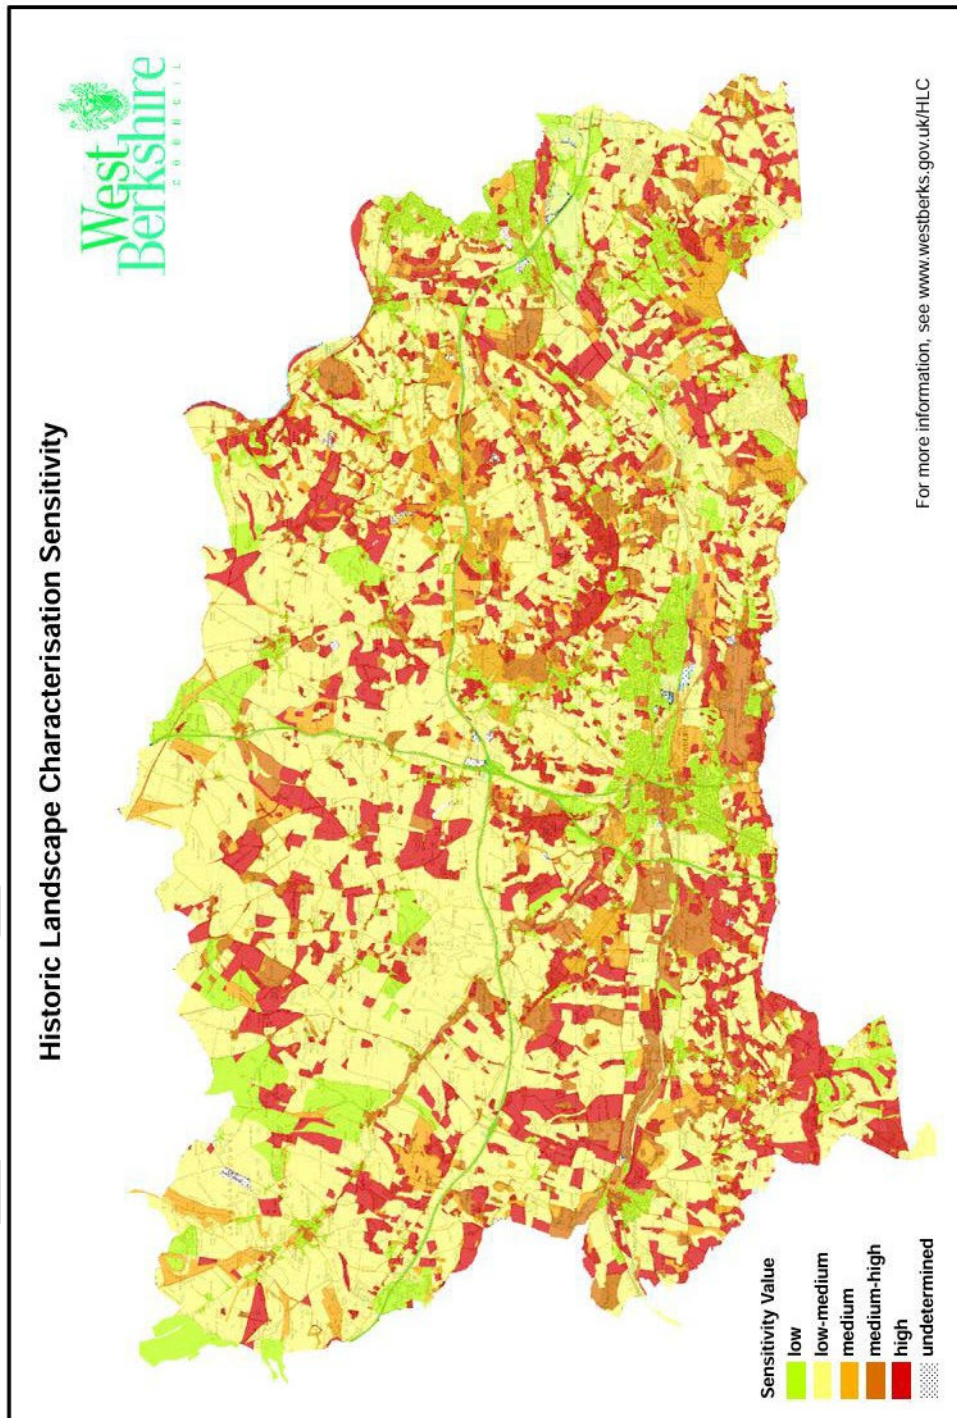 Historic Landscape Characterisation Sensitivity
West
Berkshire
COUNCIL
Sensitivity Value
low
low-medium
medium
medium-high
high
undetermined
For more information, see www.westberks.gov.uk/HLC